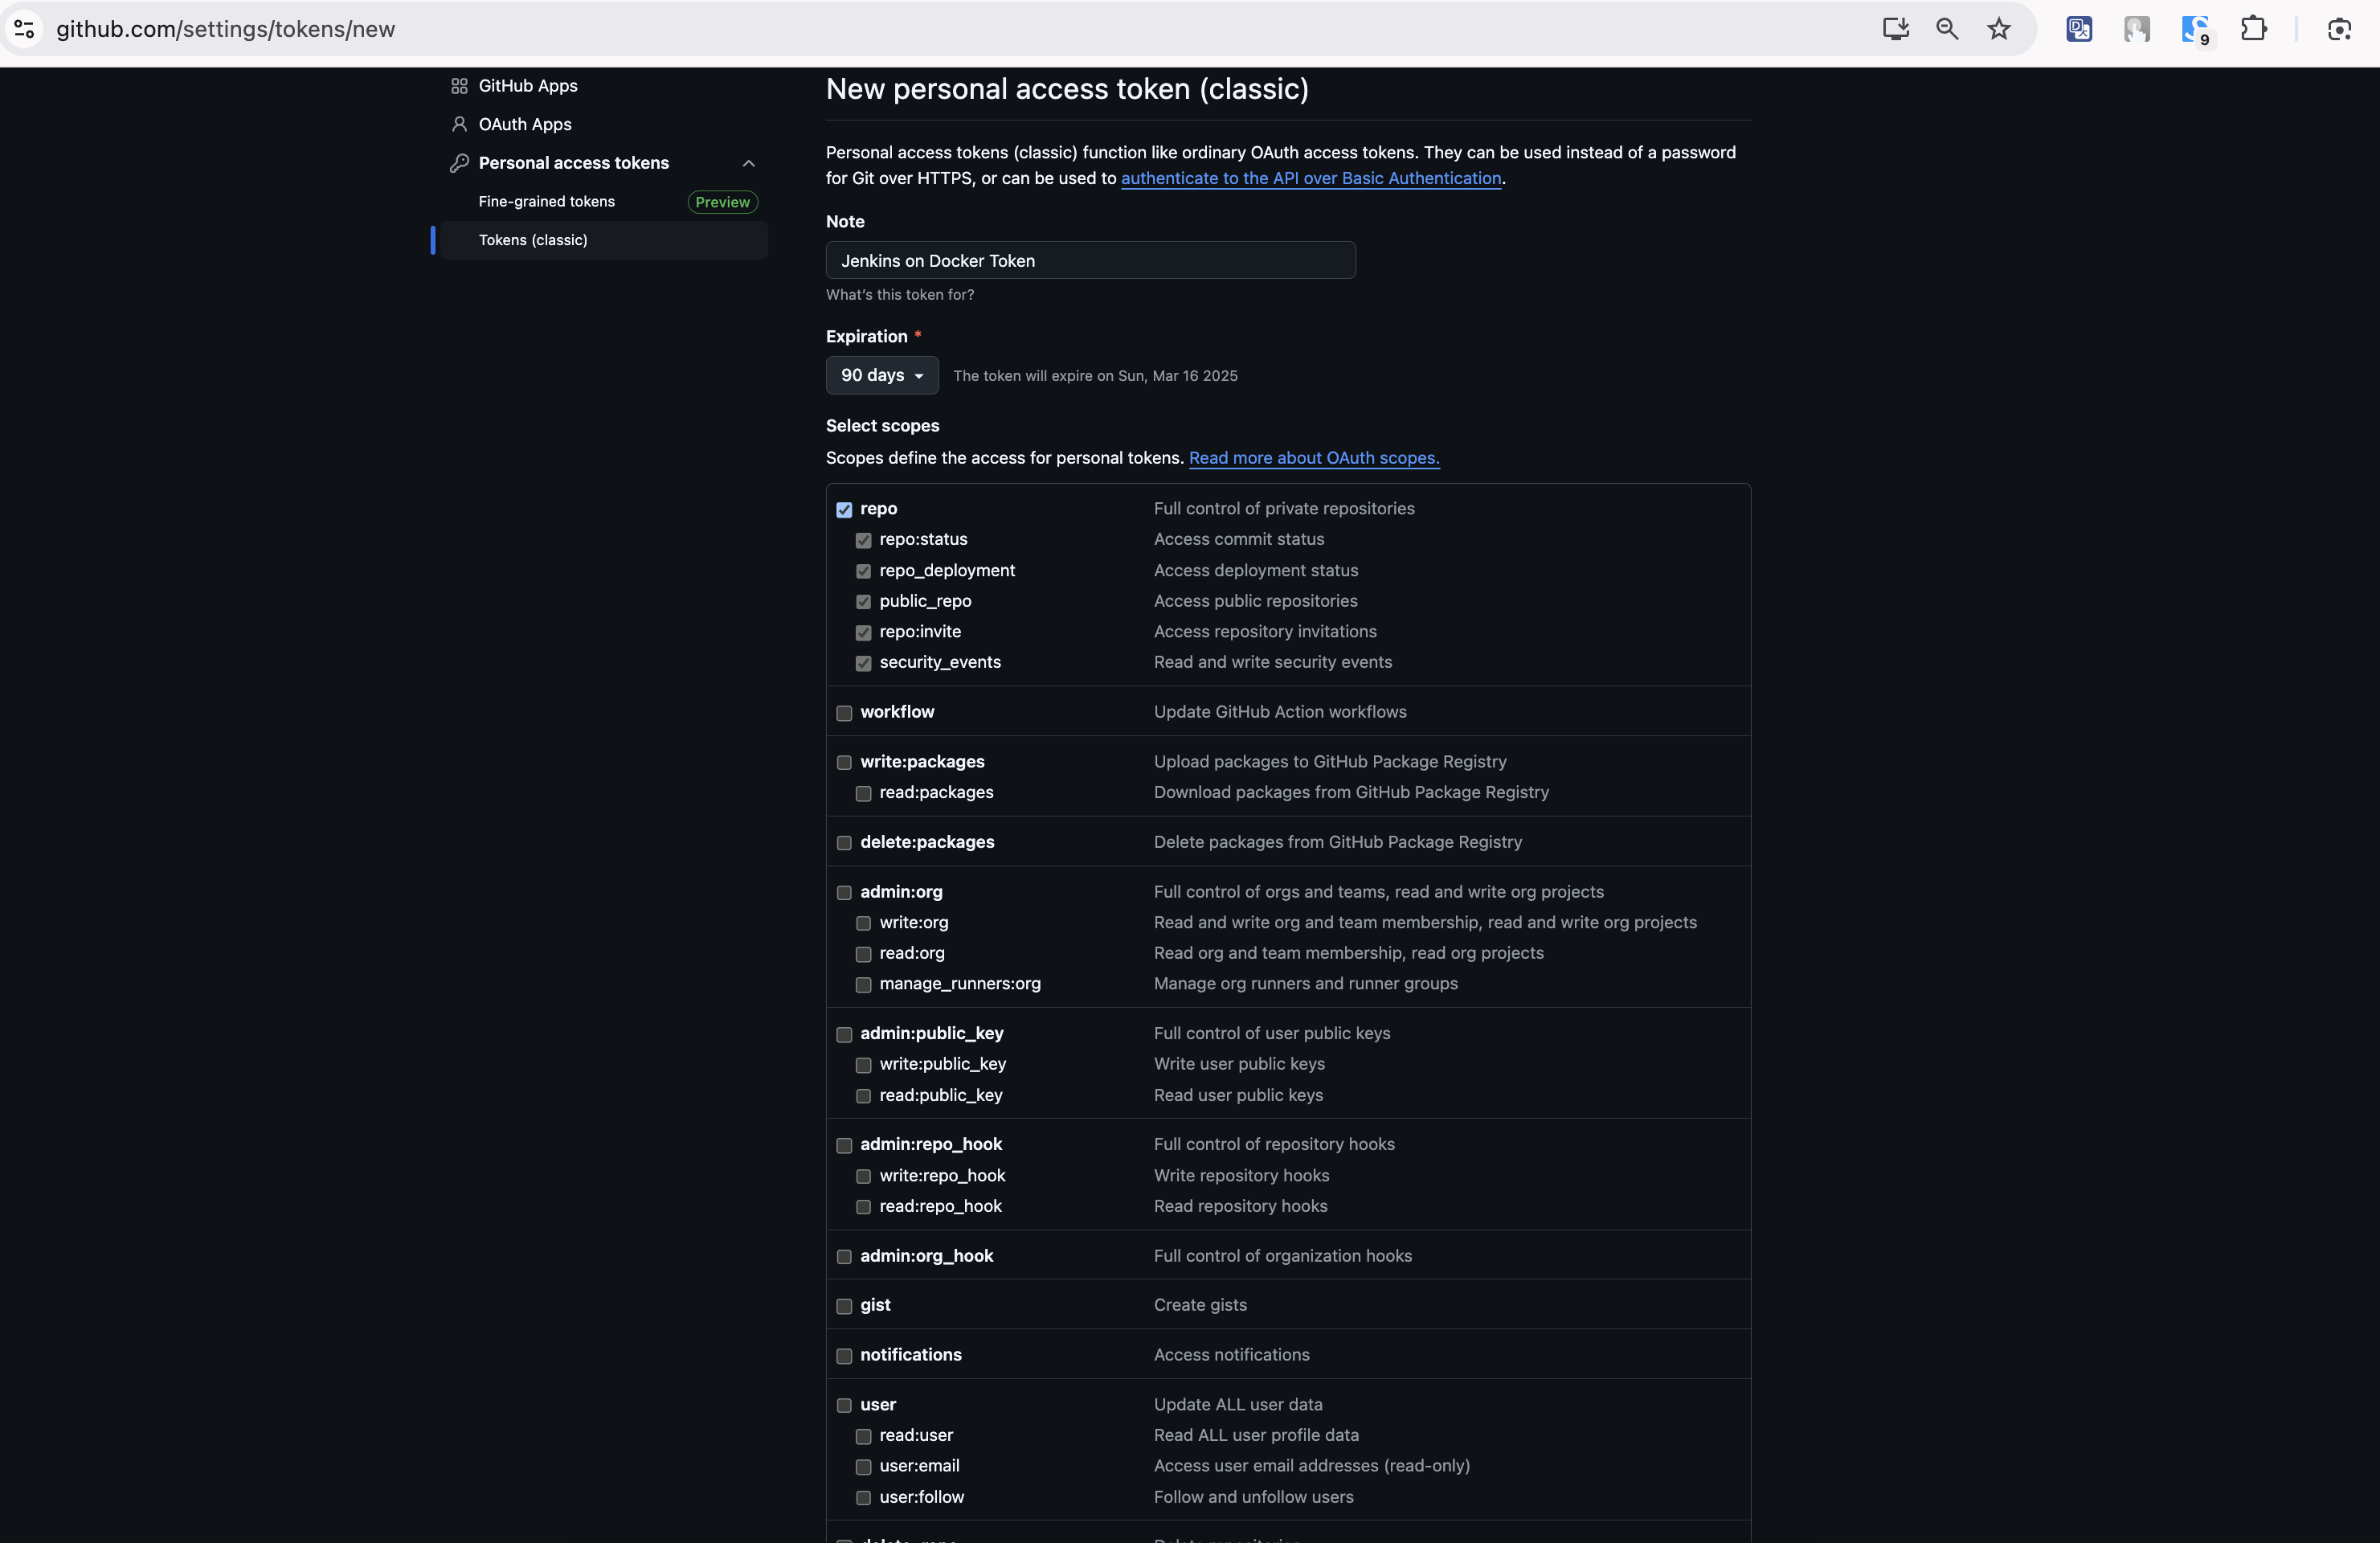 github.com/settings/tokens/new
9
GitHub Apps
OAuth Apps
Personal access tokens
Fine-grained tokens Preview
Tokens (classic)
New personal access token (classic)
Personal access tokens (classic) function like ordinary OAuth access tokens. They can be used instead of a password
for Git over HTTPS, or can be used to authenticate to the API over Basic Authentication.
Note
Jenkins on Docker Token
What's this token for?
Expiration *
90 days The token will expire on Sun, Mar 16 2025
Select scopes
Scopes define the access for personal tokens. Read more about OAuth scopes.
repo Full control of private repositories
repo:status Access commit status
repo_deployment Access deployment status
public_repo Access public repositories
repo:invite Access repository invitations
security_events Read and write security events
workflow Update GitHub Action workflows
write:packages Upload packages to GitHub Package Registry
read:packages Download packages from GitHub Package Registry
delete:packages Delete packages from GitHub Package Registry
admin:org Full control of orgs and teams, read and write org projects
write:org Read and write org and team membership, read and write org projects
read:org Read org and team membership, read org projects
manage_runners:org Manage org runners and runner groups
admin:public_key Full control of user public keys
write:public_key Write user public keys
read:public_key Read user public keys
admin:repo_hook Full control of repository hooks
write:repo_hook Write repository hooks
read:repo_hook Read repository hooks
admin:org_hook Full control of organization hooks
gist Create gists
notifications Access notifications
user Update ALL user data
read:user Read ALL user profile data
user:email Access user email addresses (read-only)
user:follow Follow and unfollow users